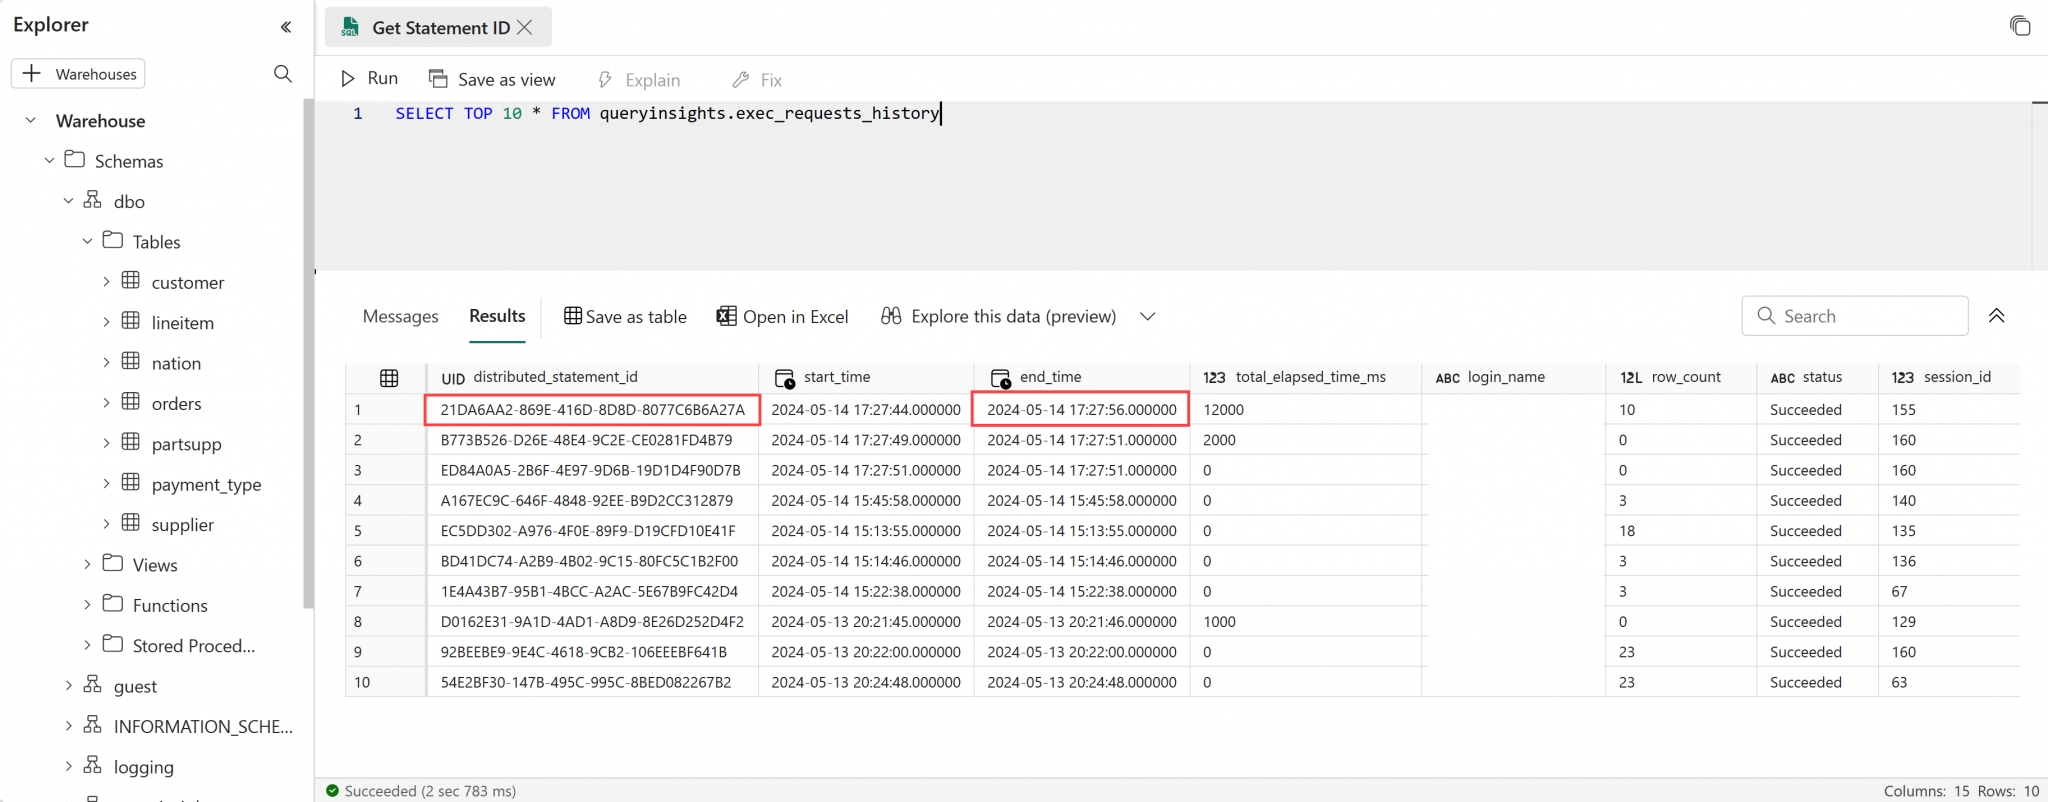 Explorer
Warehouses
Warehouse
Schemas
dbo
Tables
customer
lineitem
nation
orders
partsupp
payment_type
supplier
Views
Functions
Stored Proced...
guest
INFORMATION_SCHE...
logging
SQL Get Statement ID
Run Save as view Explain Fix
1 SELECT TOP 10 * FROM queryinsights.exec_requests_history
Messages Results Save as table Open in Excel Explore this data (preview) Search
UID distributed_statement_id start_time end_time 123 total_elapsed_time_ms ABC login_name 12L row_count ABC status 123 session_id
1 21DA6AA2-869E-416D-8D8D-8077C6B6A27A 2024-05-14 17:27:44.000000 2024-05-14 17:27:56.000000 12000 10 Succeeded 155
2 B773B526-D26E-48E4-9C2E-CE0281FD4B79 2024-05-14 17:27:49.000000 2024-05-14 17:27:51.000000 2000 0 Succeeded 160
3 ED84A0A5-2B6F-4E97-9D6B-19D1D4F90D7B 2024-05-14 17:27:51.000000 2024-05-14 17:27:51.000000 0 0 Succeeded 160
4 A167EC9C-646F-4848-92EE-B9D2CC312879 2024-05-14 15:45:58.000000 2024-05-14 15:45:58.000000 0 3 Succeeded 140
5 EC5DD302-A976-4F0E-89F9-D19CFD10E41F 2024-05-14 15:13:55.000000 2024-05-14 15:13:55.000000 0 18 Succeeded 135
6 BD41DC74-A2B9-4B02-9C15-80FC5C1B2F00 2024-05-14 15:14:46.000000 2024-05-14 15:14:46.000000 0 3 Succeeded 136
7 1E4A43B7-95B1-4BCC-A2AC-5E67B9FC42D4 2024-05-14 15:22:38.000000 2024-05-14 15:22:38.000000 0 3 Succeeded 67
8 D0162E31-9A1D-4AD1-A8D9-8E26D252D4F2 2024-05-13 20:21:45.000000 2024-05-13 20:21:46.000000 1000 0 Succeeded 129
9 92BEEBE9-9E4C-4618-9CB2-106EEEBF641B 2024-05-13 20:22:00.000000 2024-05-13 20:22:00.000000 0 23 Succeeded 160
10 54E2BF30-147B-495C-995C-8BED082267B2 2024-05-13 20:24:48.000000 2024-05-13 20:24:48.000000 0 23 Succeeded 63
Succeeded (2 sec 783 ms) Columns: 15 Rows: 10